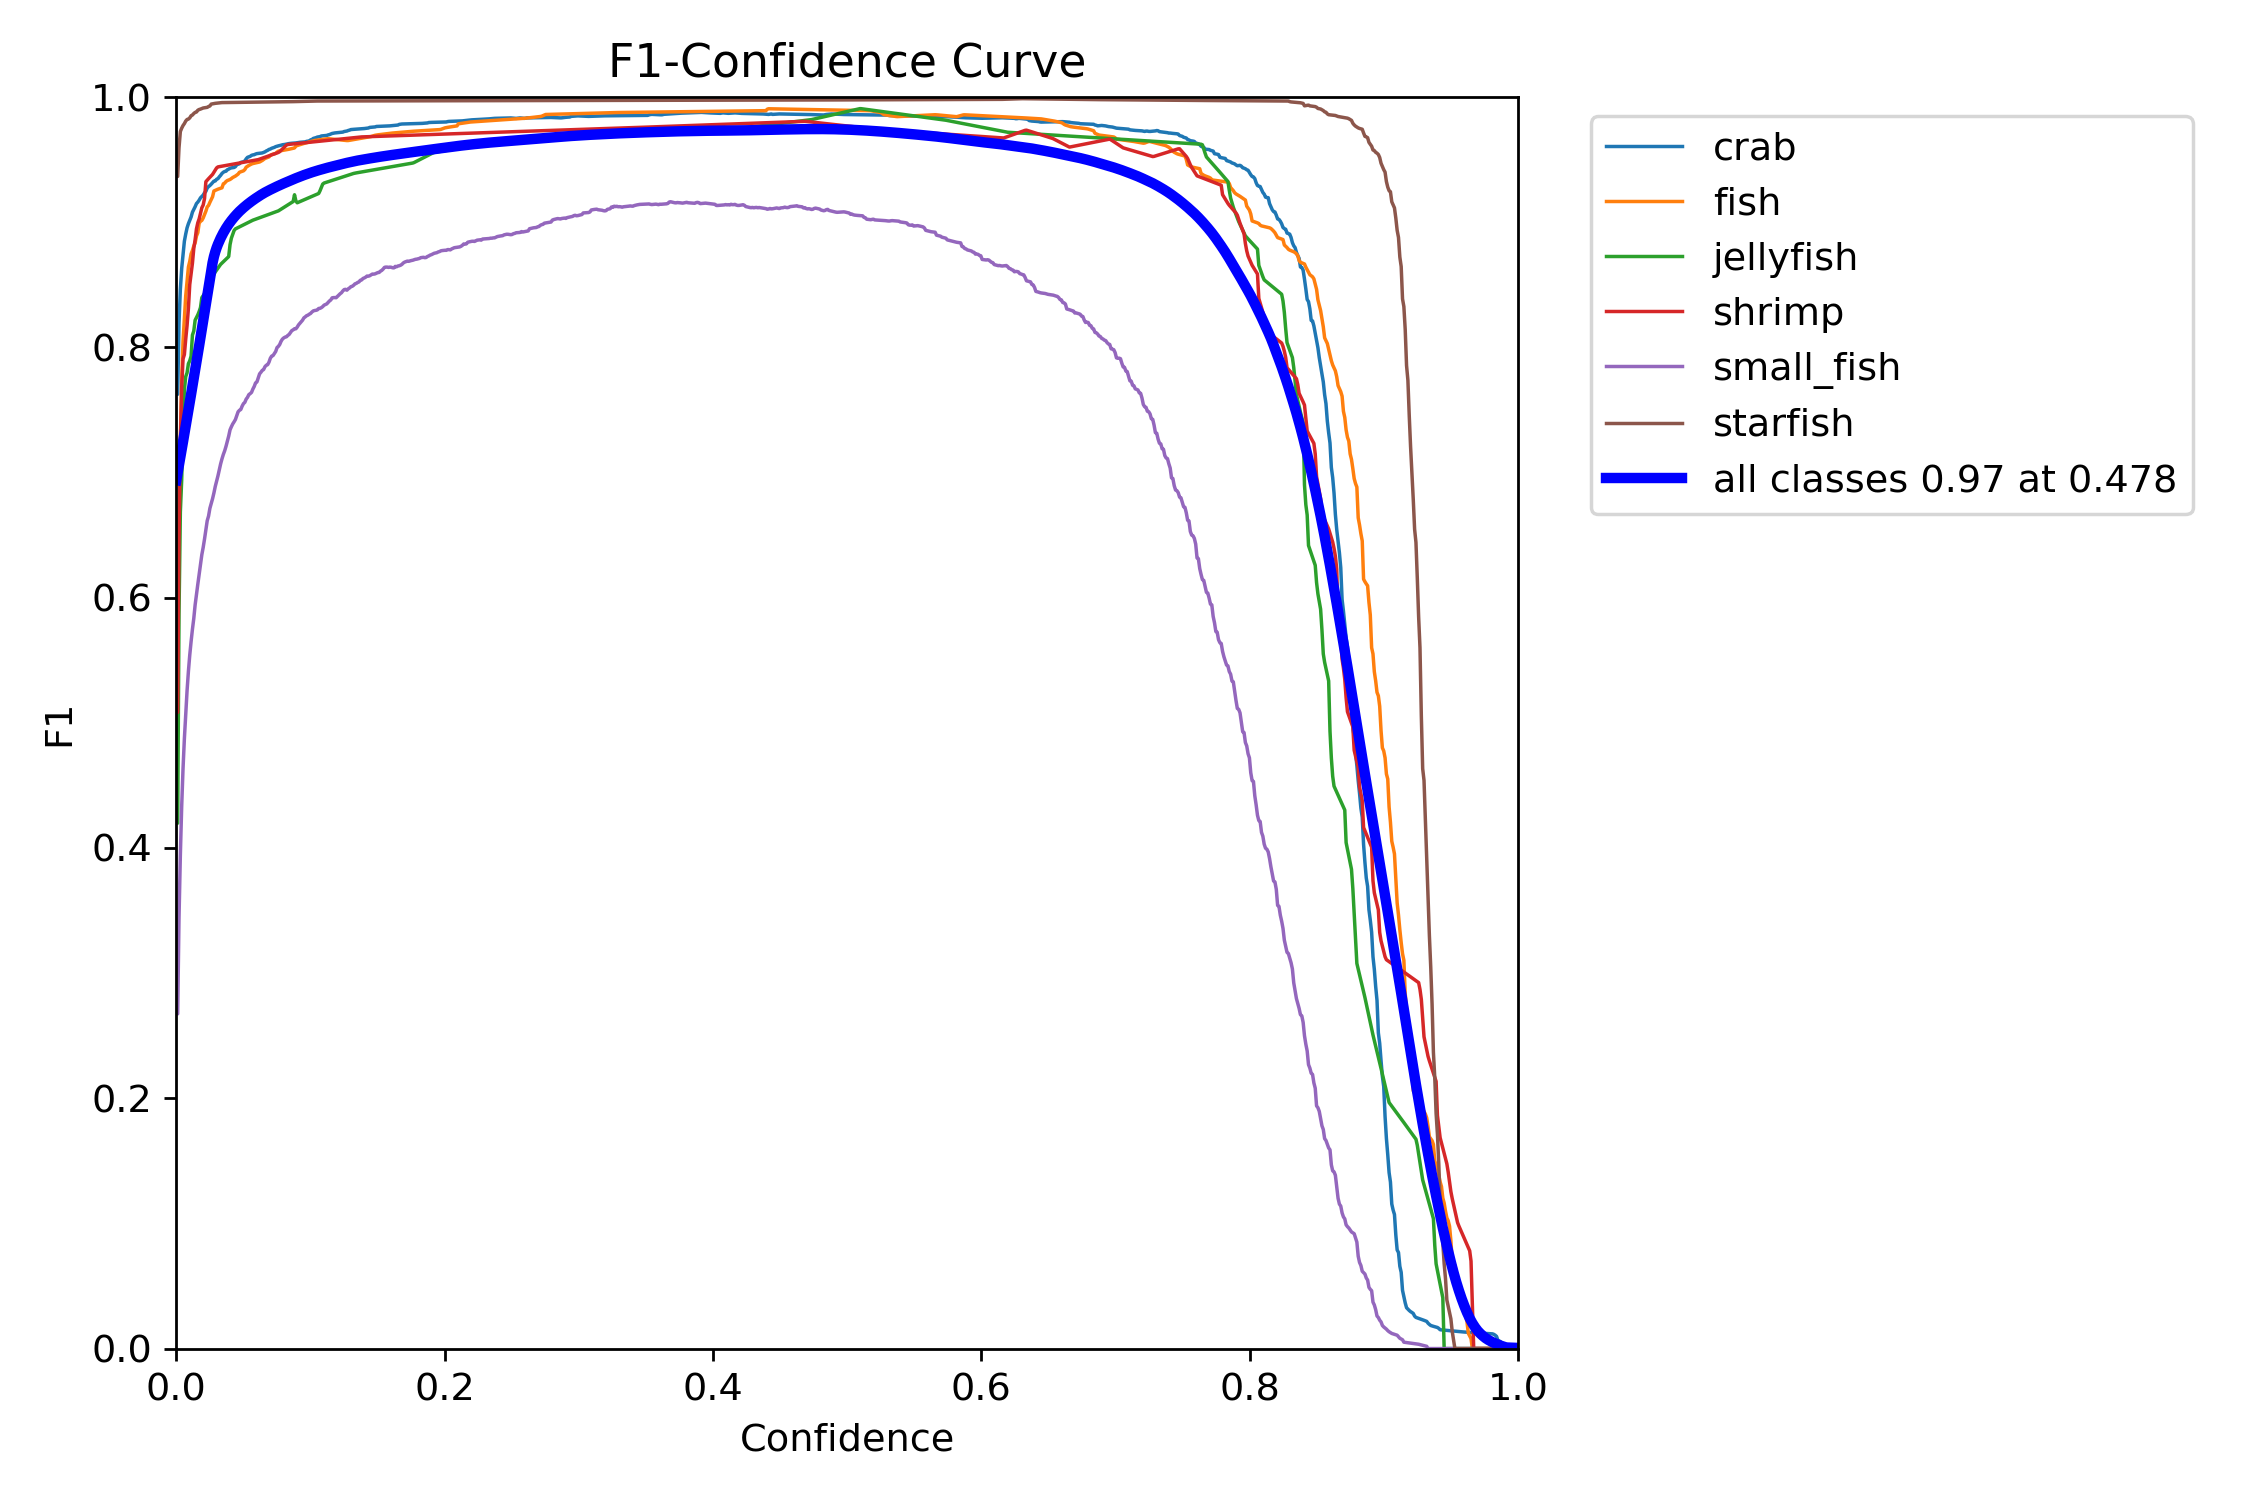 F1-Confidence Curve
1.0
0.8
0.6
0.4
0.2
0.0
F1
0.0 0.2 0.4 0.6 0.8 1.0
Confidence
crab
fish
jellyfish
shrimp
small_fish
starfish
all classes 0.97 at 0.478